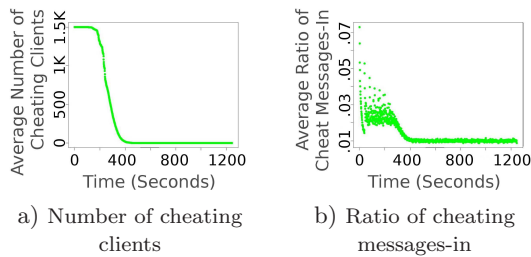 Average Number of
Cheating Clients
1.5K
1K
500
0
0 400 800 1200
Time (Seconds)
a) Number of cheating
clients
Average Ratio of
Cheat Messages-In
.07
.05
.03
.01
0 400 800 1200
Time (Seconds)
b) Ratio of cheating
messages-in